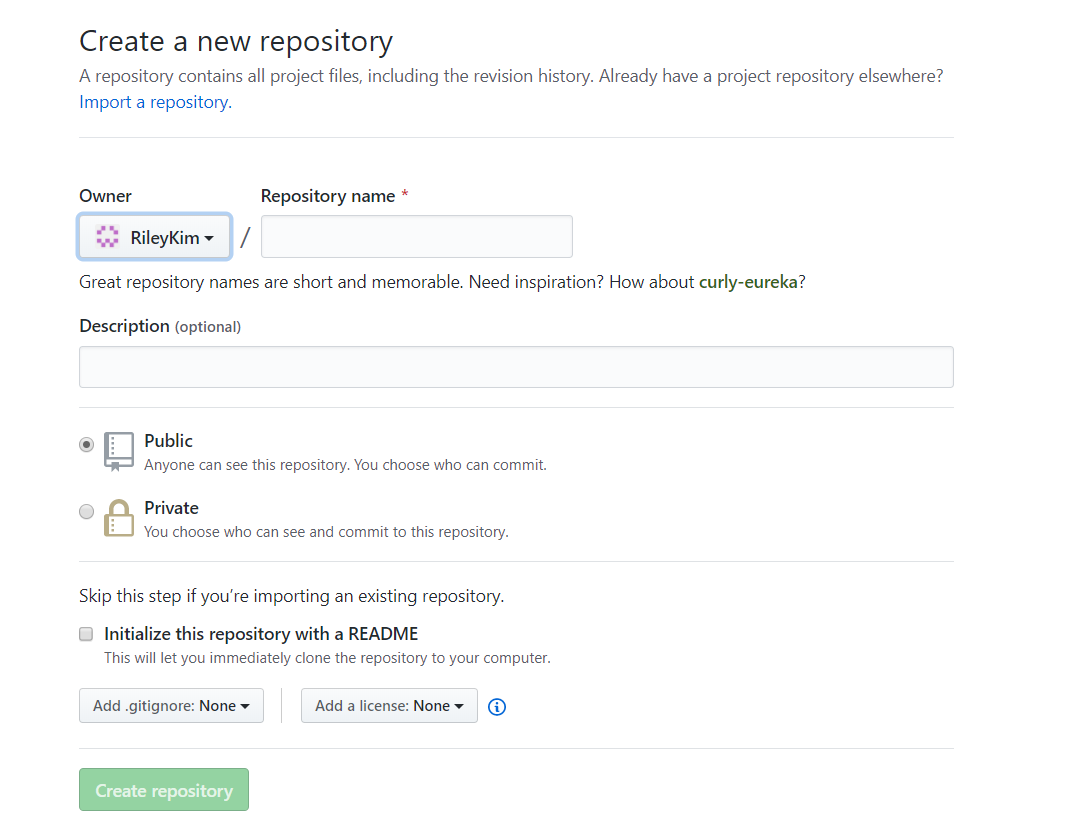 Create a new repository
A repository contains all project files, including the revision history. Already have a project repository elsewhere?
Import a repository.
Owner Repository name *
RileyKim /
Great repository names are short and memorable. Need inspiration? How about curly-eureka?
Description (optional)
Public
Anyone can see this repository. You choose who can commit.
Private
You choose who can see and commit to this repository.
Skip this step if you’re importing an existing repository.
Initialize this repository with a README
This will let you immediately clone the repository to your computer.
Add .gitignore: None Add a license: None
Create repository